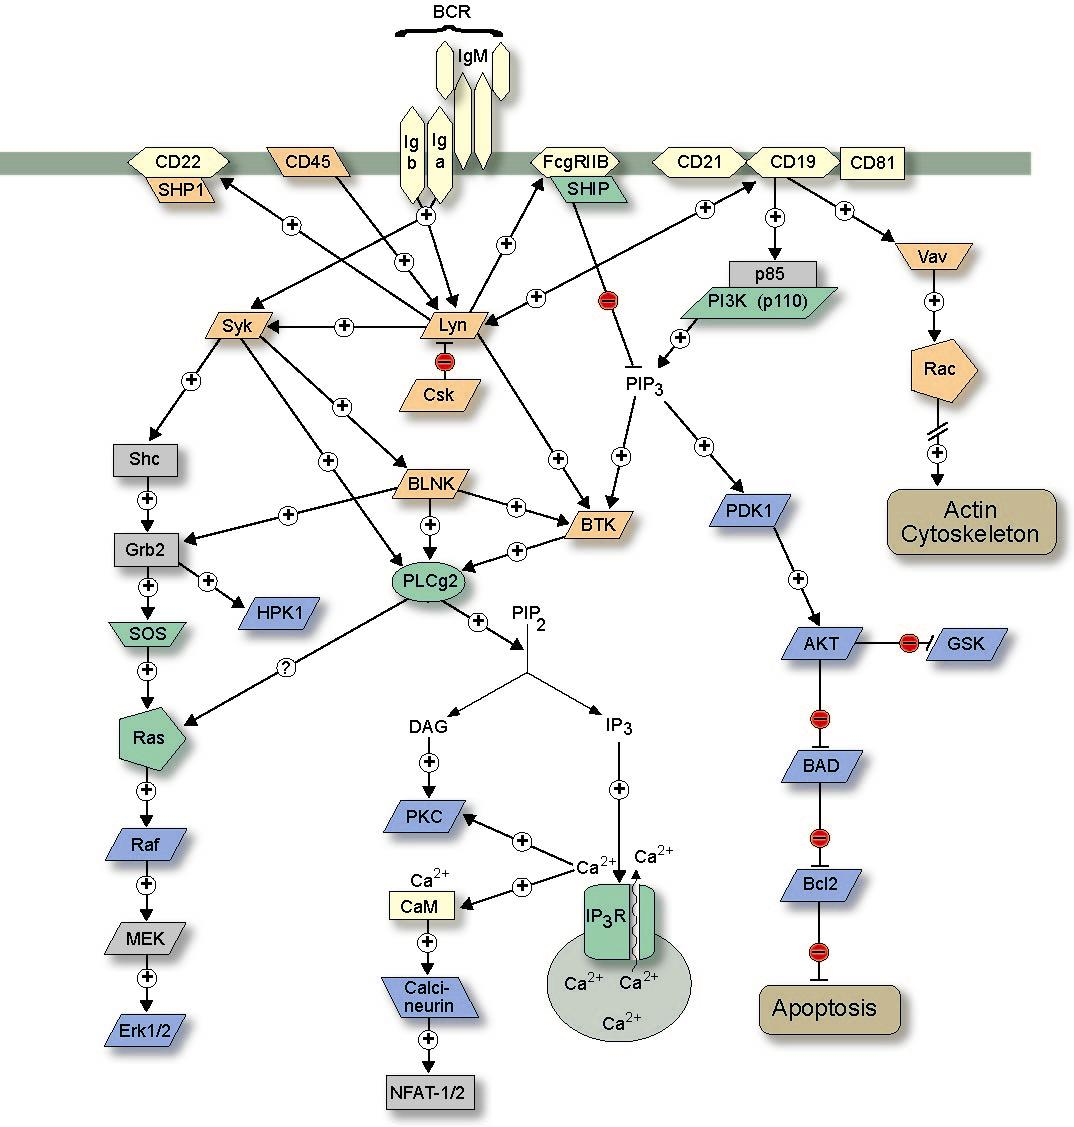 BCR
IgM
Ig
b
Ig
a
CD22
SHP1
CD45
FcgRIIB
SHIP
CD21
CD19
CD81
+
+
+
+
+
+
+
+
Vav
p85
PI3K (p110)
+
+
Syk
+
Lyn
Csk
+
+
PIP3
Rac
+
+
+
+
+
+
Shc
+
BLNK
+
+
+
BTK
PDK1
Actin
Cytoskeleton
Grb2
+
+
PLCg2
+
+
HPK1
SOS
+
?
+
PIP2
AKT
GSK
Ras
+
DAG
IP3
+
+
BAD
Raf
+
PKC
+
Ca2+
Ca2+
+
Ca2+
CaM
Bcl2
MEK
+
+
IP3R
Calci-
neurin
Ca2+
Ca2+
Ca2+
Erk1/2
+
Apoptosis
NFAT-1/2